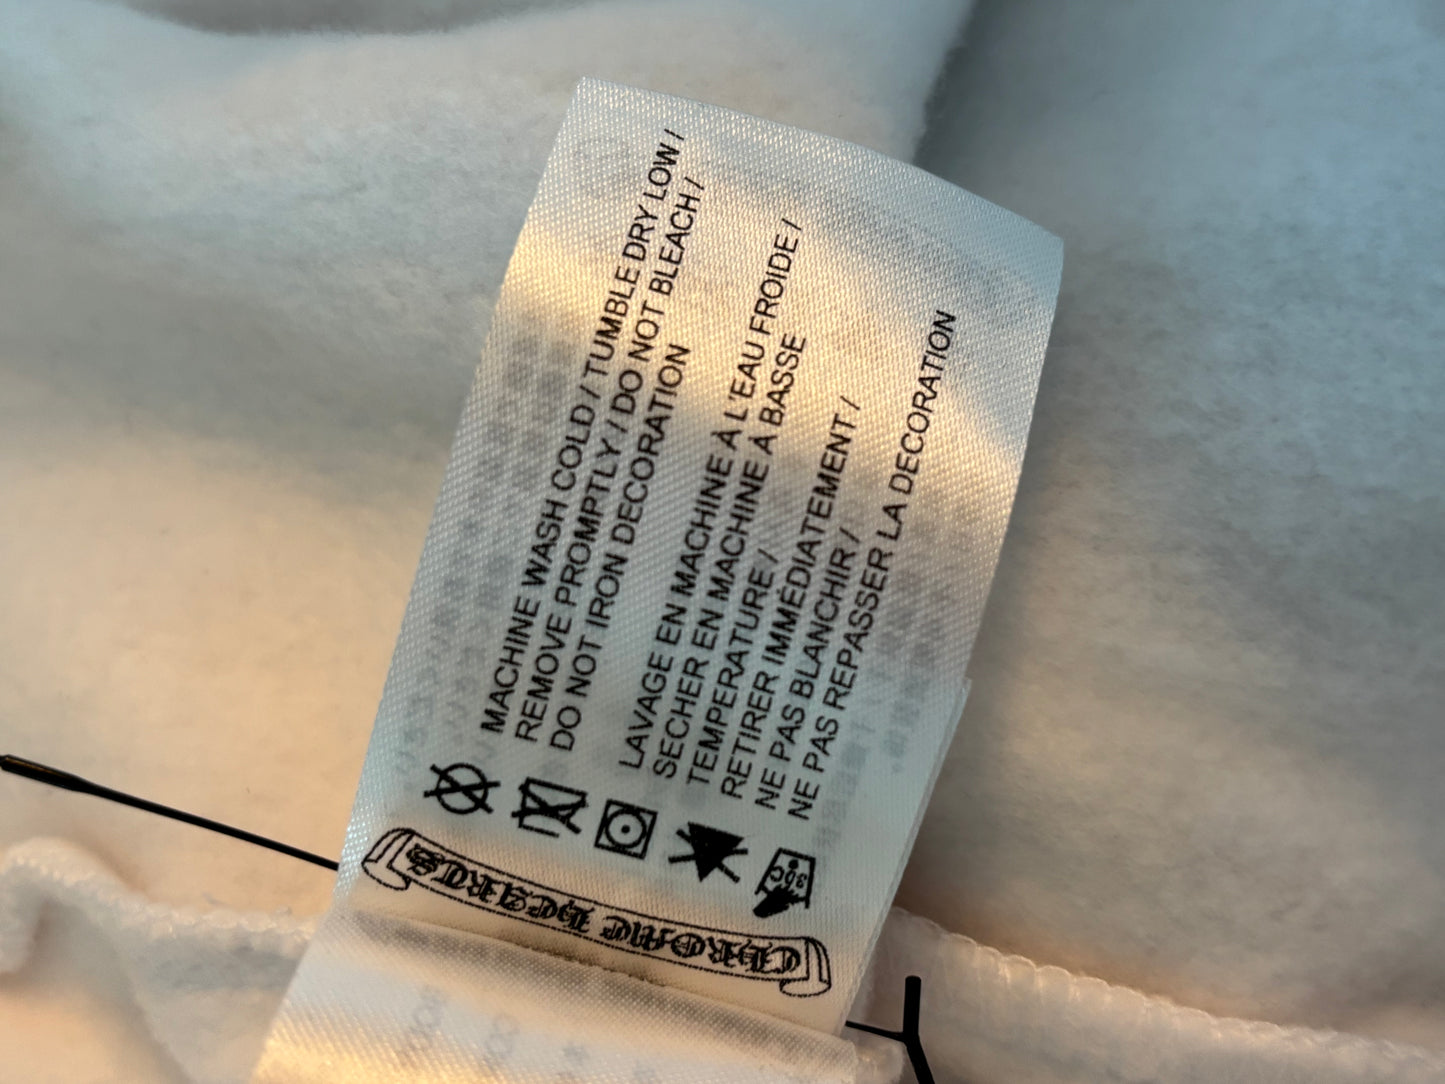 MACHINE WASH COLD / TUMBLE DRY LOW /
REMOVE PROMPTLY / DO NOT BLEACH /
DO NOT IRON DECORATION
LAVAGE EN MACHINE À L'EAU FROIDE /
SECHER EN MACHINE À BASSE
TEMPERATURE /
RETIRER IMMÉDIATEMENT /
NE PAS BLANCHIR /
NE PAS REPASSER LA DECORATION
30C
CHROME HEARTS